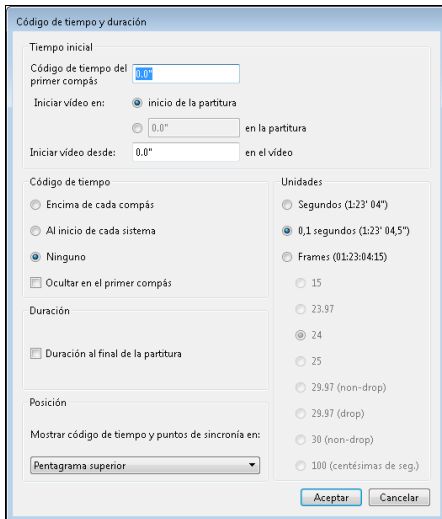 Código de tiempo y duración
Tiempo inicial
Código de tiempo del
primer compás
0.0"
Iniciar vídeo en:
inicio de la partitura
0.0"
en la partitura
Iniciar vídeo desde:
0.0"
en el vídeo
Código de tiempo
Encima de cada compás
Al inicio de cada sistema
Ninguno
Ocultar en el primer compás
Duración
Duración al final de la partitura
Posición
Mostrar código de tiempo y puntos de sincronía en:
Pentagrama superior
Unidades
Segundos (1:23' 04")
0,1 segundos (1:23' 04,5")
Frames (01:23:04:15)
15
23.97
24
25
29.97 (non-drop)
29.97 (drop)
30 (non-drop)
100 (centésimas de seg.)
Aceptar
Cancelar